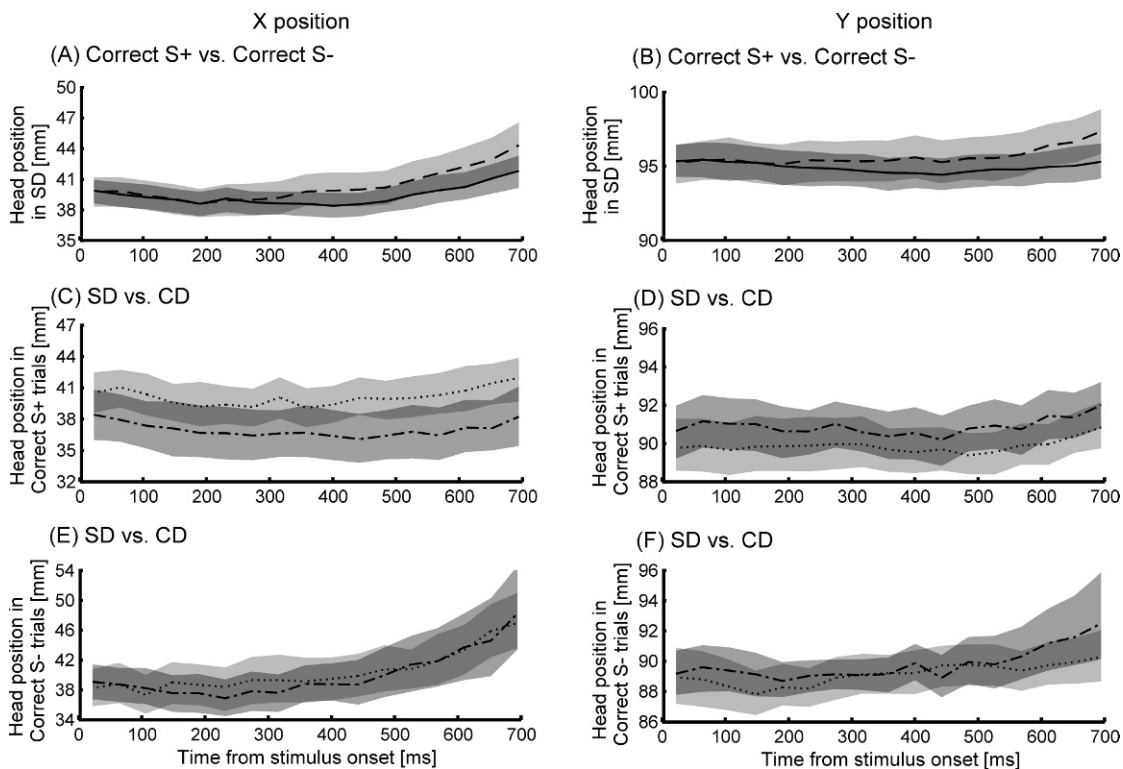 X position
Y position
(A) Correct S+ vs. Correct S-
(B) Correct S+ vs. Correct S-
Head position
in SD [mm]
50
47
44
41
38
35
0 100 200 300 400 500 600 700
Head position
in SD [mm]
100
95
90
0 100 200 300 400 500 600 700
(C) SD vs. CD
(D) SD vs. CD
Head position in
Correct S+ trials [mm]
47
44
41
38
35
32
0 100 200 300 400 500 600 700
Head position in
Correct S+ trials [mm]
96
94
92
90
88
0 100 200 300 400 500 600 700
(E) SD vs. CD
(F) SD vs. CD
Head position in
Correct S- trials [mm]
54
50
46
42
38
34
0 100 200 300 400 500 600 700
Time from stimulus onset [ms]
Head position in
Correct S- trials [mm]
96
94
92
90
88
86
0 100 200 300 400 500 600 700
Time from stimulus onset [ms]